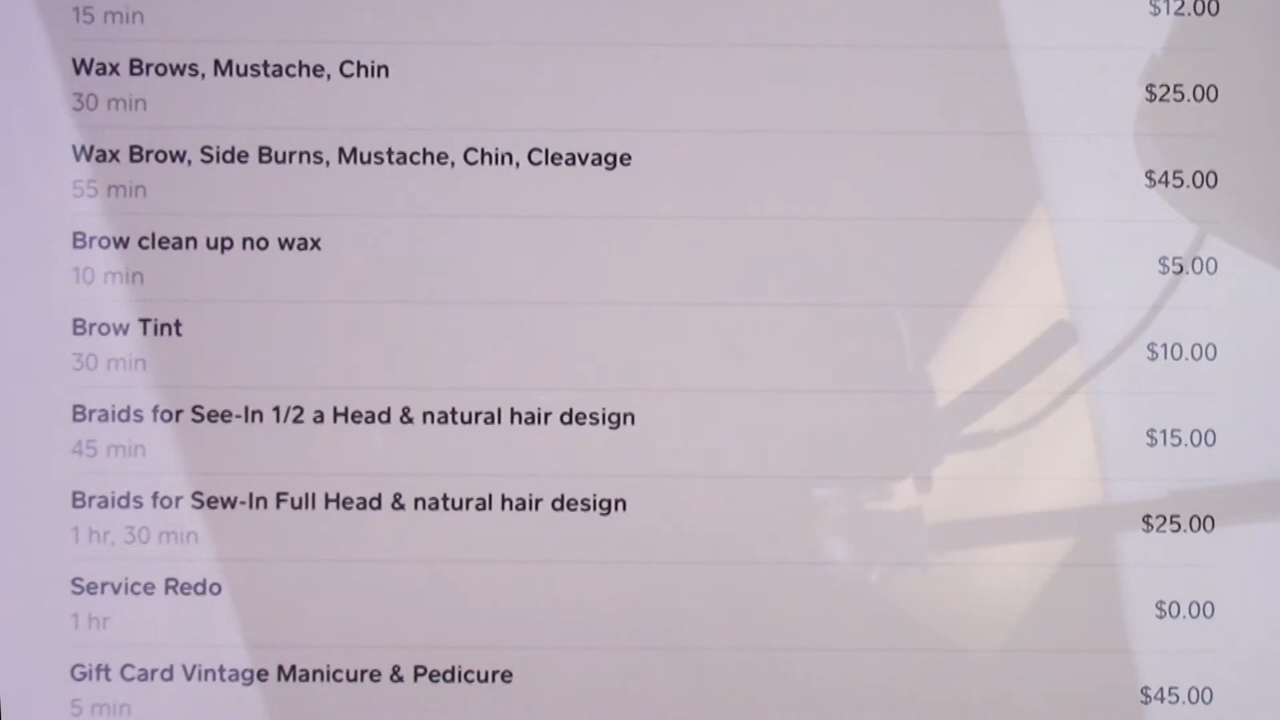 15 min
$12.00
Wax Brows, Mustache, Chin
30 min
$25.00
Wax Brow, Side Burns, Mustache, Chin, Cleavage
55 min
$45.00
Brow clean up no wax
10 min
$5.00
Brow Tint
30 min
$10.00
Braids for See-In 1/2 a Head & natural hair design
45 min
$15.00
Braids for Sew-In Full Head & natural hair design
1 hr, 30 min
$25.00
Service Redo
1 hr
$0.00
Gift Card Vintage Manicure & Pedicure
5 min
$45.00